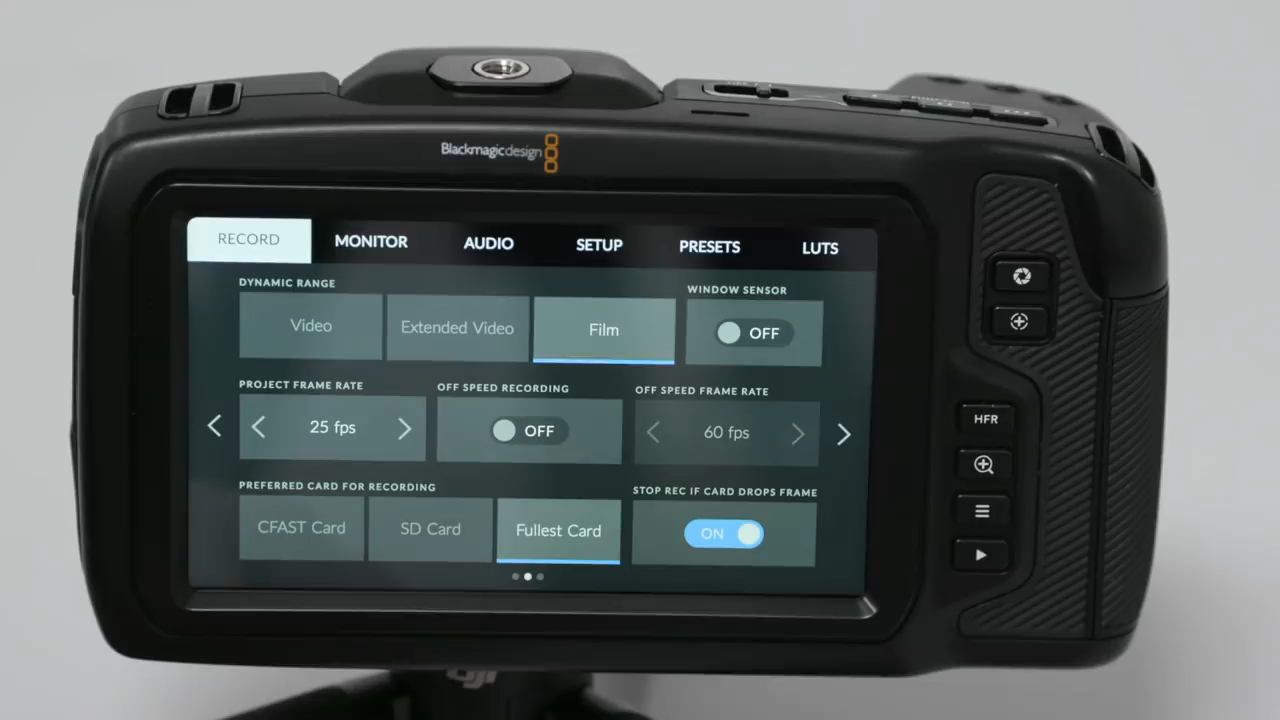 Blackmagicdesign
RECORD MONITOR AUDIO SETUP PRESETS LUTS
DYNAMIC RANGE
WINDOW SENSOR
Video Extended Video Film OFF
PROJECT FRAME RATE OFF SPEED RECORDING OFF SPEED FRAME RATE
25 fps OFF 60 fps
HFR
PREFERRED CARD FOR RECORDING
STOP REC IF CARD DROPS FRAME
CFAST Card SD Card Fullest Card ON
DJI